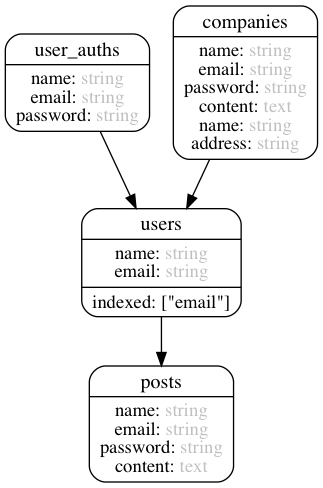 user_auths
name: string
email: string
password: string
companies
name: string
email: string
password: string
content: text
name: string
address: string
users
name: string
email: string
indexed: ["email"]
posts
name: string
email: string
password: string
content: text